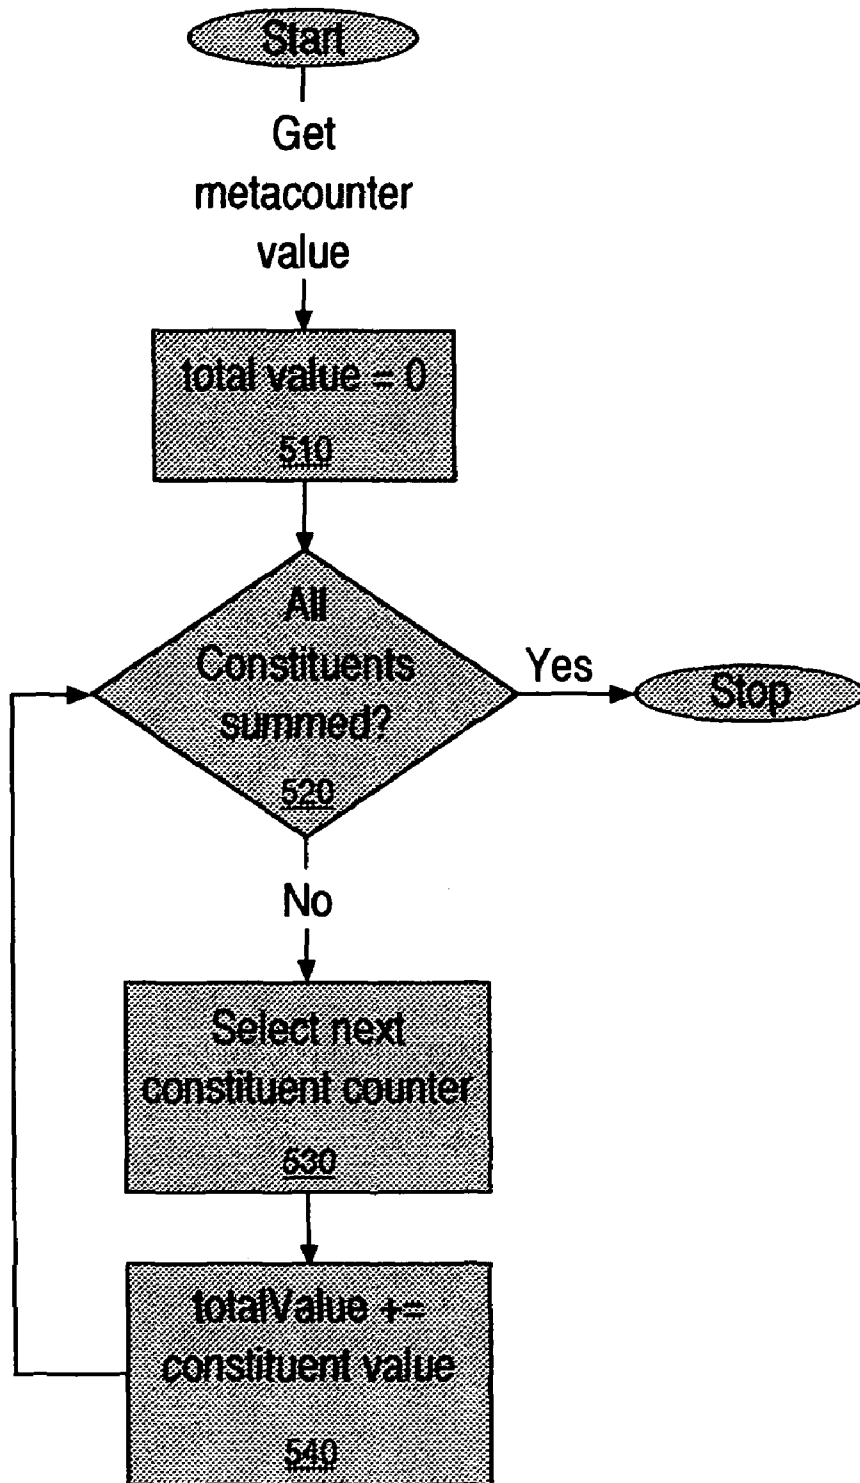 Start
Get
metacounter
value
total value = 0
510
All
Constituents
summed?
520
Yes
Stop
No
Select next
constituent counter
530
totalValue +=
constituent value
540